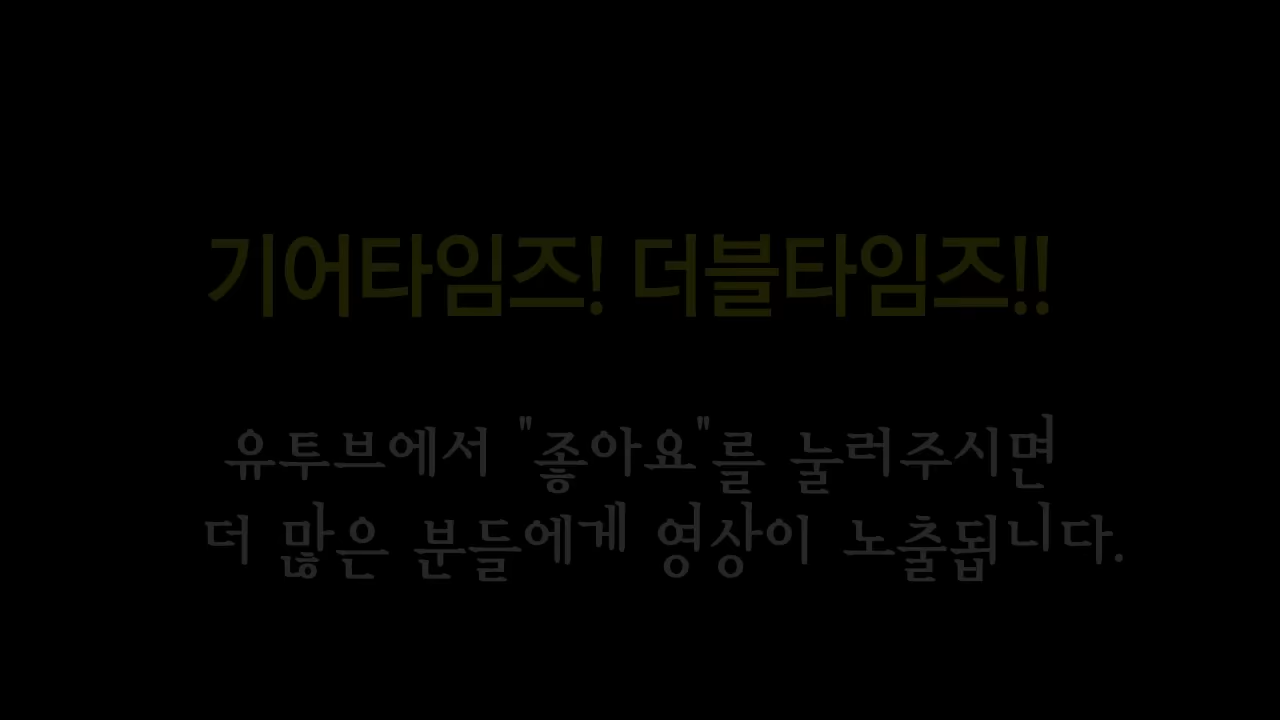 기어타임즈! 더블타임즈!!
유투브에서 "좋아요"를 눌러주시면
더 많은 분들에게 영상이 노출됩니다.